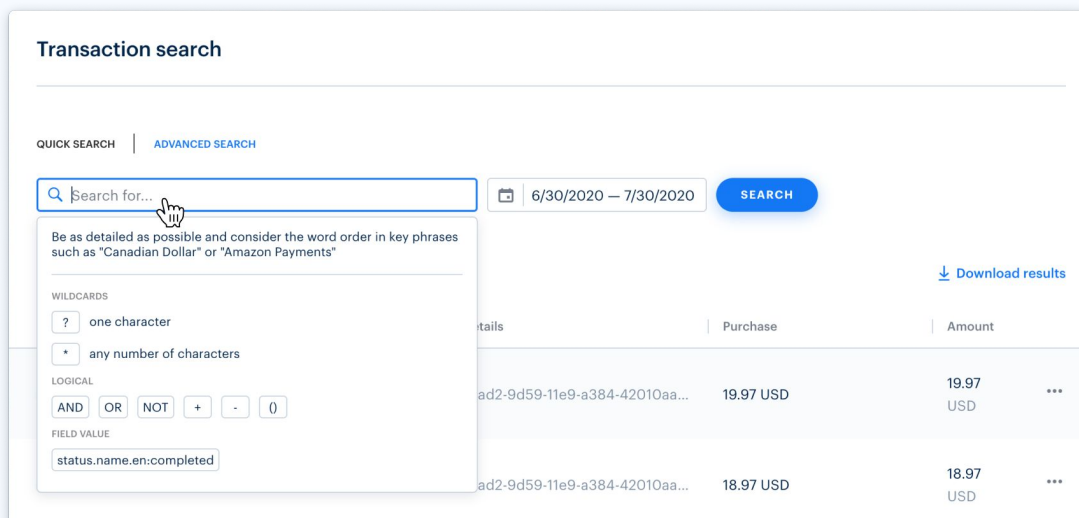 Transaction search
QUICK SEARCH
ADVANCED SEARCH
Search for...
6/30/2020 — 7/30/2020
SEARCH
Be as detailed as possible and consider the word order in key phrases
such as "Canadian Dollar" or "Amazon Payments"
Download results
WILDCARDS
? one character
* any number of characters
LOGICAL
AND OR NOT + - ()
FIELD VALUE
status.name.en:completed
tails
Purchase
Amount
ad2-9d59-11e9-a384-42010aa...
19.97 USD
19.97
USD
ad2-9d59-11e9-a384-42010aa...
18.97 USD
18.97
USD